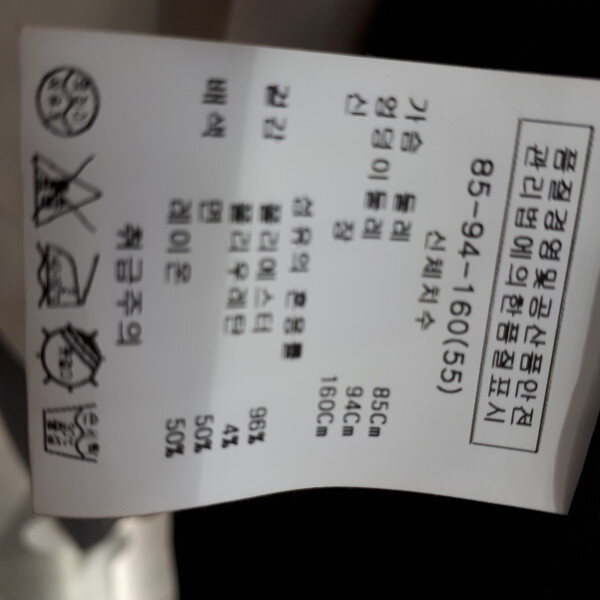 품질경영및공산품안전
관리법에의한품질표시
85-94-160(55)
신체치수
가슴 둘레 85Cm
엉덩이둘레 94Cm
신 장 160Cm
섬유의 혼용률
겉감 폴리에스터 96%
폴리우레탄 4%
배색 면 50%
레이온 50%
취급주의